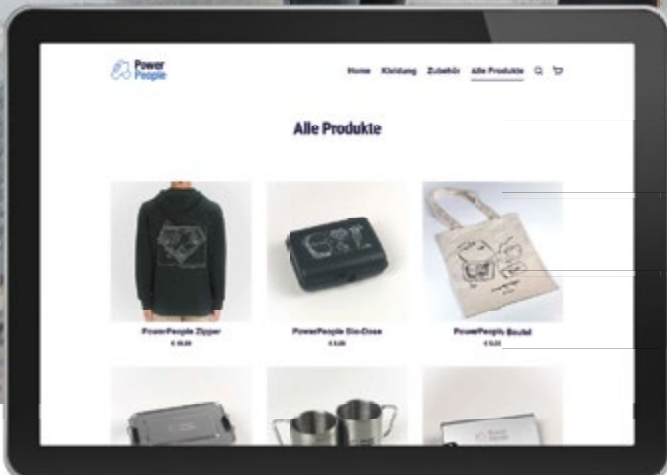 Power
People
Home Kleidung Zubehör Alle Produkte
Alle Produkte
PowerPeople Zipper
PowerPeople Bio-Dose
PowerPeople Beutel